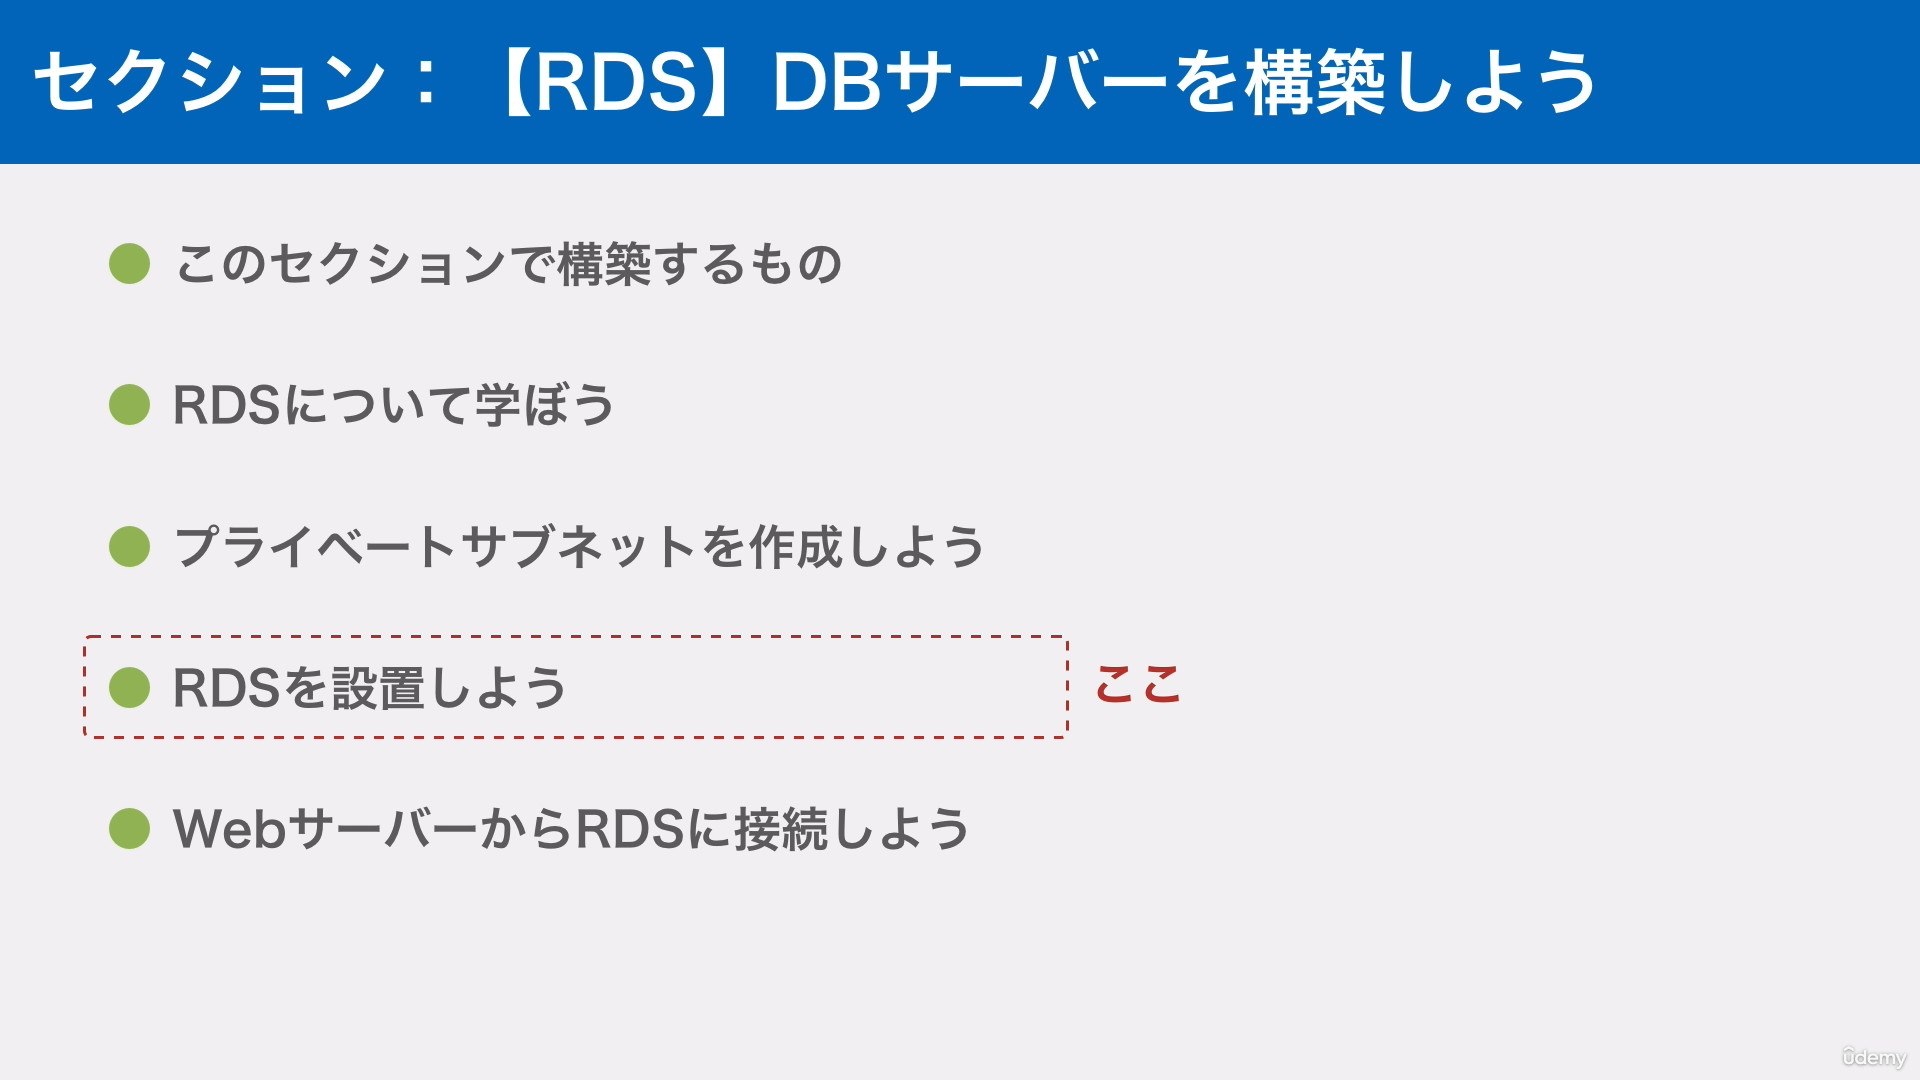 セクション：【RDS】DBサーバーを構築しよう
このセクションで構築するもの
RDSについて学ぼう
プライベートサブネットを作成しよう
RDSを設置しよう
ここ
WebサーバーからRDSに接続しよう
ûdemy